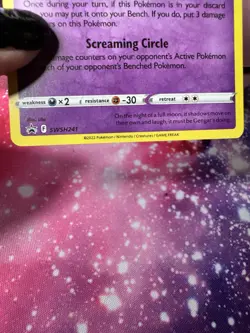 Once during your turn, if this Pokémon is in your discard
you may put it onto your Bench. If you do, put 3 damage
on this Pokémon.
Screaming Circle
damage counters on your opponent's Active Pokémon
of your opponent's Benched Pokémon.
weakness ×2 resistance -30 retreat
On the night of a full moon, if shadows move on
their own and laugh, it must be Gengar's doing.
SWSH241
©2022 Pokémon / Nintendo / Creatures / GAME FREAK